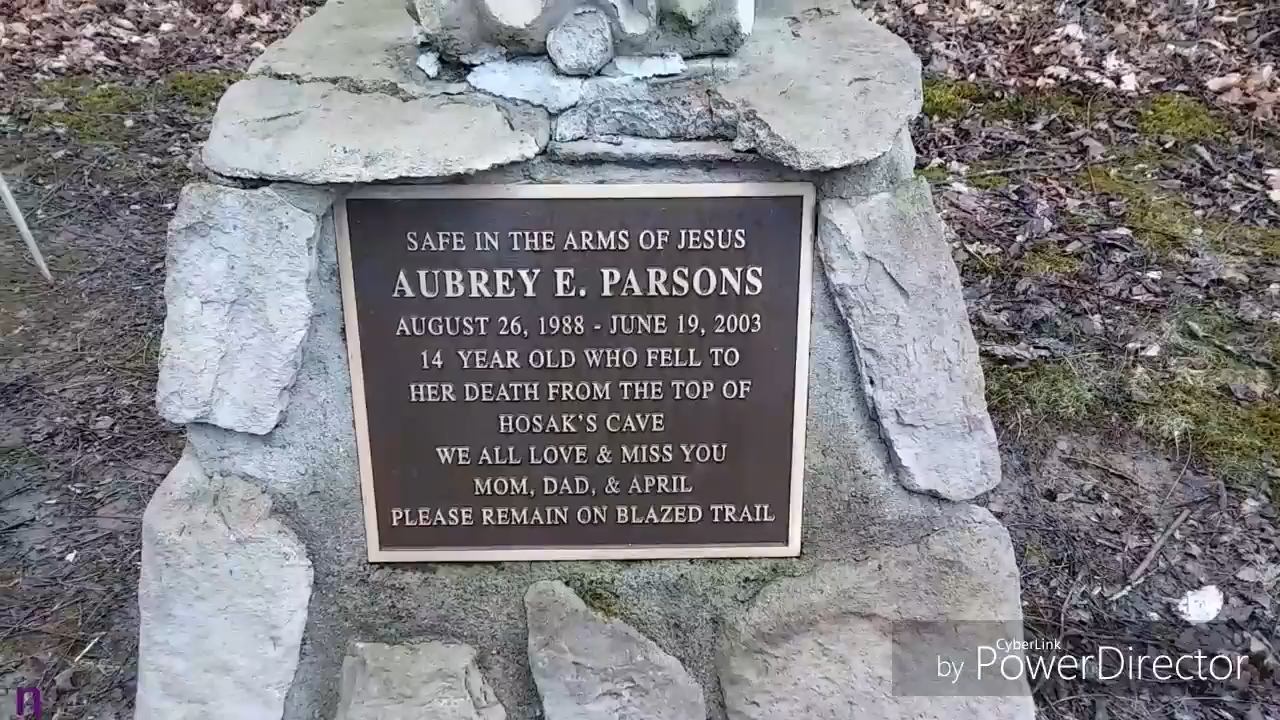 SAFE IN THE ARMS OF JESUS
AUBREY E. PARSONS
AUGUST 26, 1988 - JUNE 19, 2003
14 YEAR OLD WHO FELL TO
HER DEATH FROM THE TOP OF
HOSAK'S CAVE
WE ALL LOVE & MISS YOU
MOM, DAD, & APRIL
PLEASE REMAIN ON BLAZED TRAIL
CyberLink
by PowerDirector
n